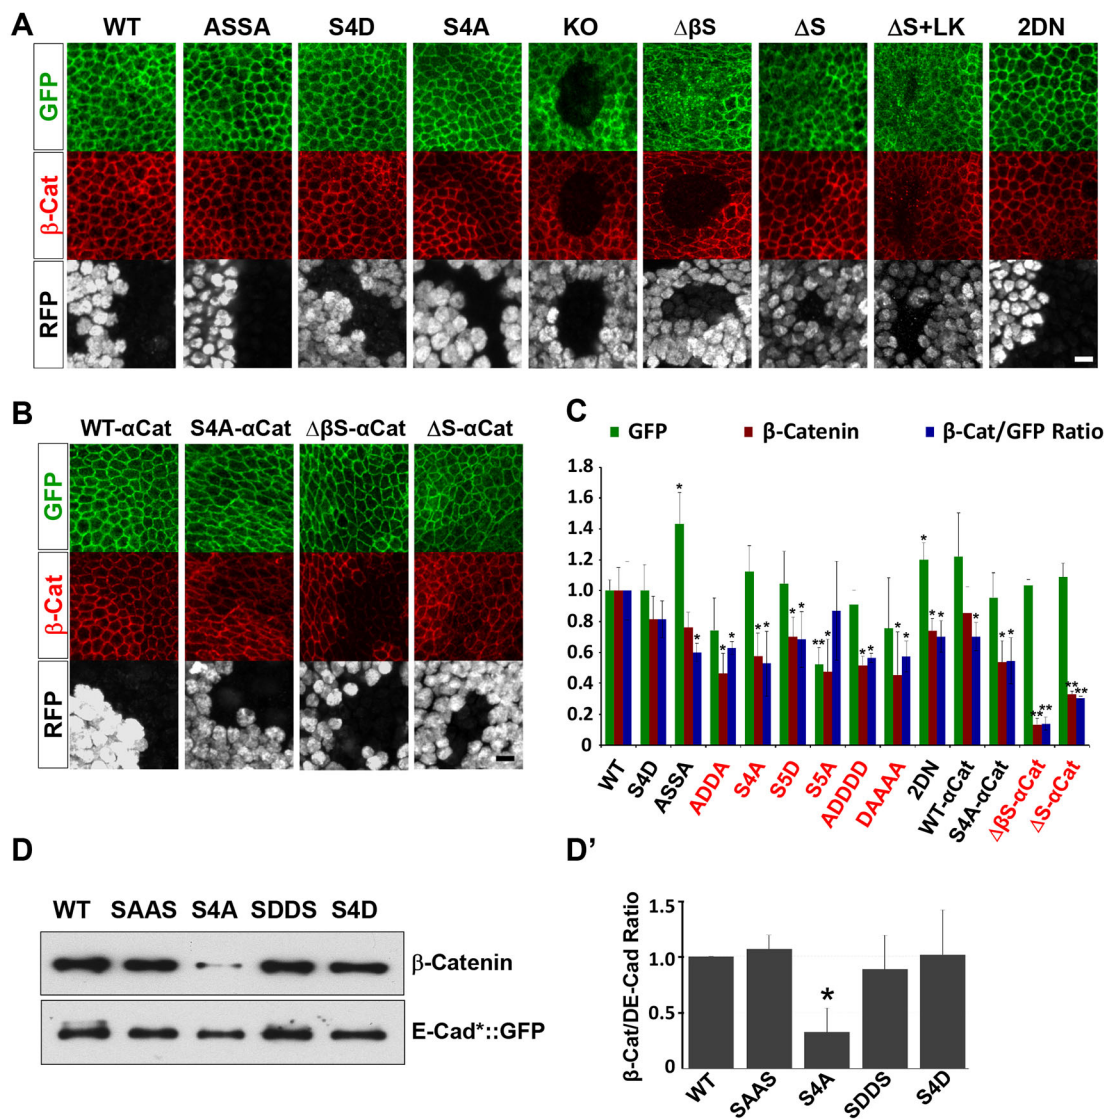 A
WT ASSA S4D S4A KO ΔβS ΔS ΔS+LK 2DN
GFP
β-Cat
RFP
B
WT-αCat S4A-αCat ΔβS-αCat ΔS-αCat
GFP
β-Cat
RFP
C
GFP β-Catenin β-Cat/GFP Ratio
1.8
1.6
1.4
1.2
1.0
0.8
0.6
0.4
0.2
0
* * * * * * * * * ** * * * * * * * * * * * ** ** ** **
WT S4D ASSA ADDA S4A S5D S5A ADDDD DAAAA 2DN WT-αCat S4A-αCat ΔβS-αCat ΔS-αCat
D
WT SAAS S4A SDDS S4D
β-Catenin
E-Cad*::GFP
D’
β-Cat/DE-Cad Ratio
1.5
1.0
0.5
0
*
WT SAAS S4A SDDS S4D